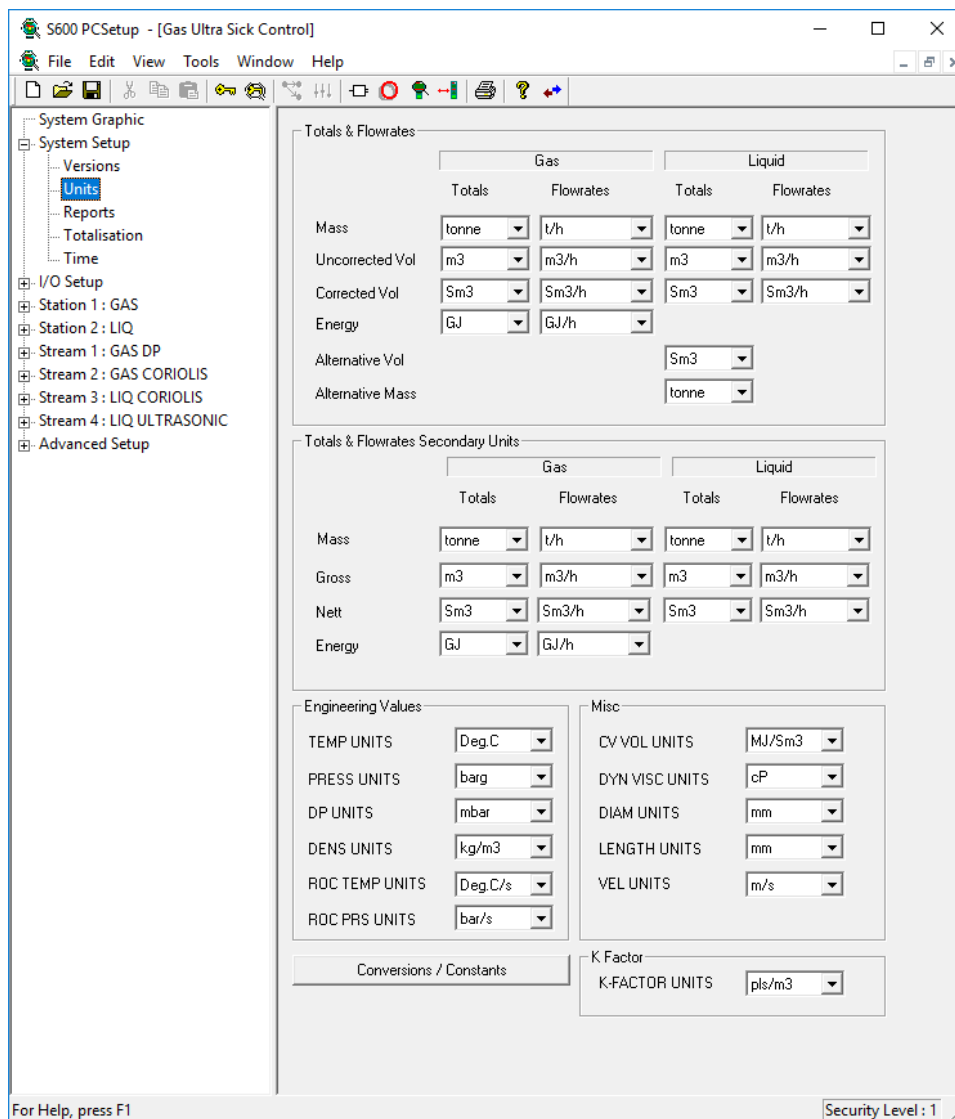 S600 PCSetup - [Gas Ultra Sick Control]
File Edit View Tools Window Help
System Graphic
System Setup
Versions
Units
Reports
Totalisation
Time
I/O Setup
Station 1 : GAS
Station 2 : LIQ
Stream 1 : GAS DP
Stream 2 : GAS CORIOLIS
Stream 3 : LIQ CORIOLIS
Stream 4 : LIQ ULTRASONIC
Advanced Setup
Totals & Flowrates
Gas Liquid
Totals Flowrates Totals Flowrates
Mass tonne t/h tonne t/h
Uncorrected Vol m3 m3/h m3 m3/h
Corrected Vol Sm3 Sm3/h Sm3 Sm3/h
Energy GJ GJ/h
Alternative Vol Sm3
Alternative Mass tonne
Totals & Flowrates Secondary Units
Gas Liquid
Totals Flowrates Totals Flowrates
Mass tonne t/h tonne t/h
Gross m3 m3/h m3 m3/h
Nett Sm3 Sm3/h Sm3 Sm3/h
Energy GJ GJ/h
Engineering Values
TEMP UNITS Deg.C
PRESS UNITS barg
DP UNITS mbar
DENS UNITS kg/m3
ROC TEMP UNITS Deg.C/s
ROC PRS UNITS bar/s
Conversions / Constants
Misc
CV VOL UNITS MJ/Sm3
DYN VISC UNITS cP
DIAM UNITS mm
LENGTH UNITS mm
VEL UNITS m/s
K Factor
K-FACTOR UNITS pls/m3
For Help, press F1 Security Level : 1